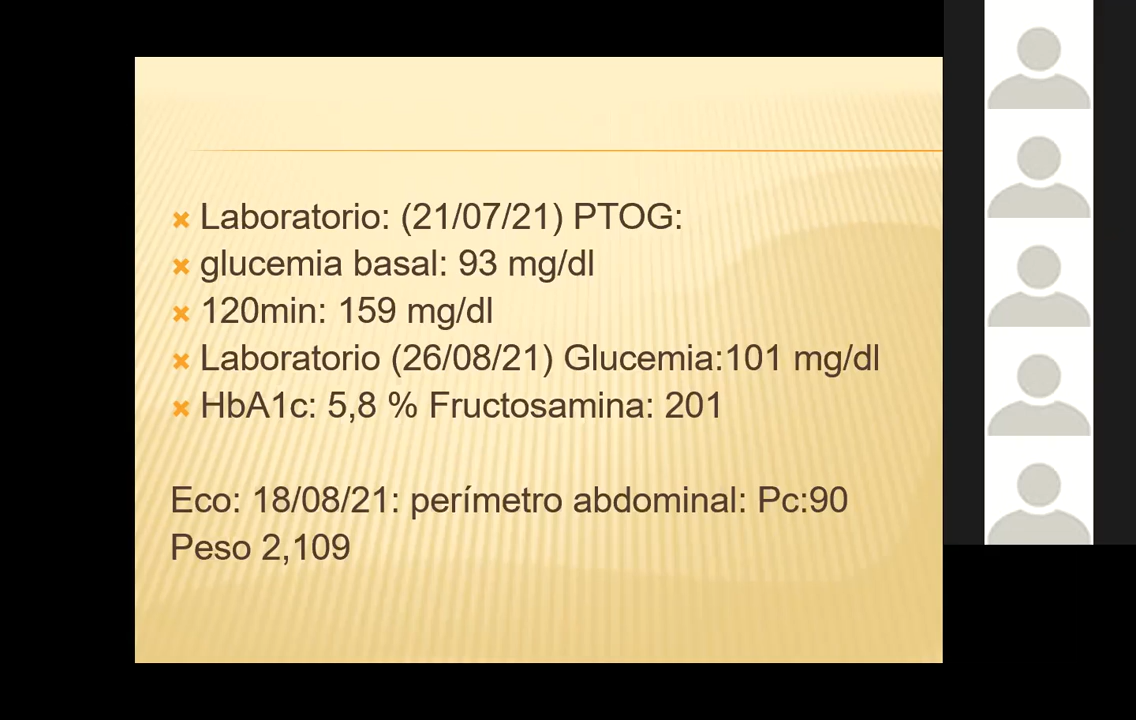 Laboratorio: (21/07/21) PTOG:
glucemia basal: 93 mg/dl
120min: 159 mg/dl
Laboratorio (26/08/21) Glucemia:101 mg/dl
HbA1c: 5,8 % Fructosamina: 201
Eco: 18/08/21: perímetro abdominal: Pc:90
Peso 2,109